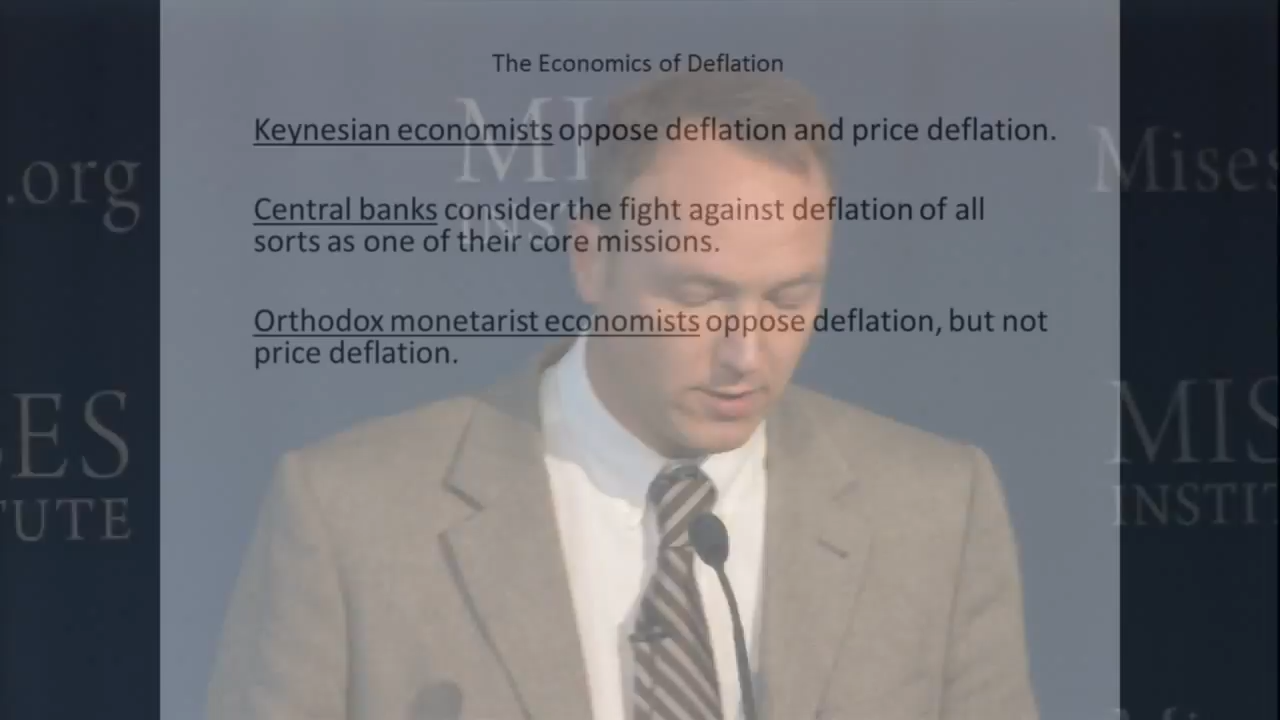 The Economics of Deflation
Keynesian economists oppose deflation and price deflation.
Central banks consider the fight against deflation of all
sorts as one of their core missions.
Orthodox monetarist economists oppose deflation, but not
price deflation.
.org
MI
INS
Mises
ES
TUTE
MIS
INSTIT